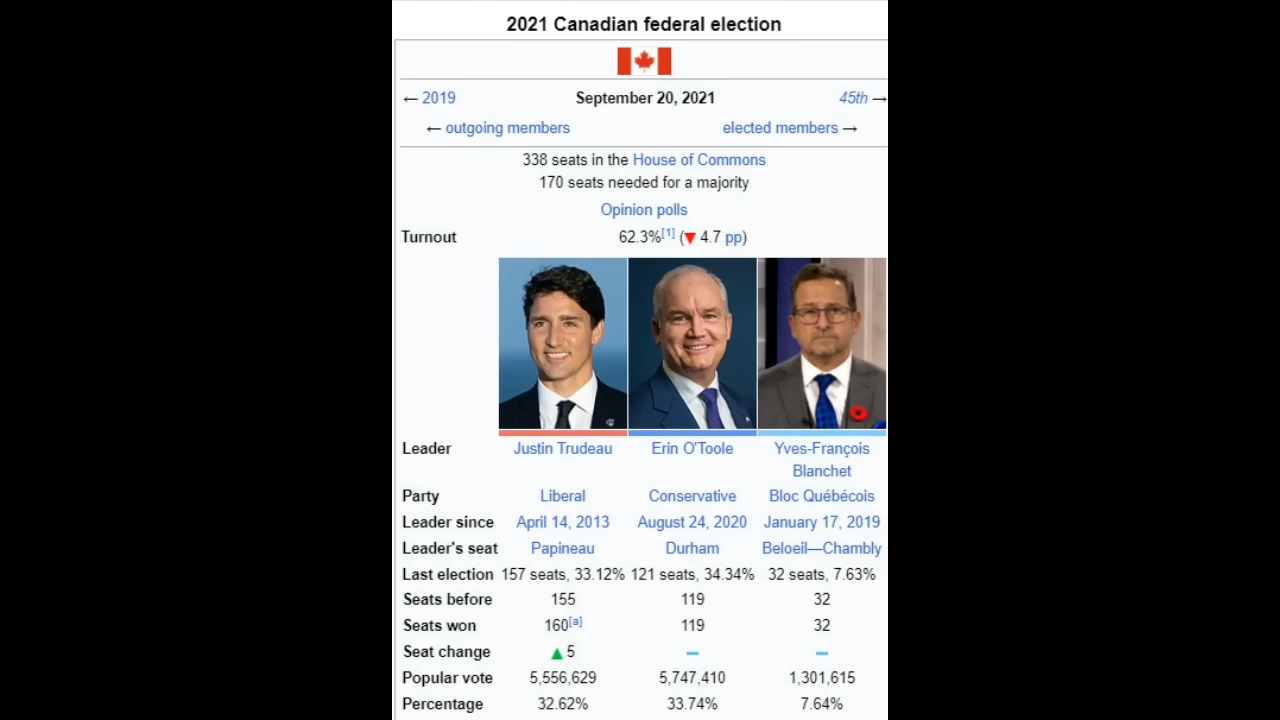 2021 Canadian federal election
← 2019 September 20, 2021 45th →
← outgoing members elected members →
338 seats in the House of Commons
170 seats needed for a majority
Opinion polls
Turnout 62.3%[1] (▼ 4.7 pp)
Leader Justin Trudeau Erin O'Toole Yves-François Blanchet
Party Liberal Conservative Bloc Québécois
Leader since April 14, 2013 August 24, 2020 January 17, 2019
Leader's seat Papineau Durham Beloeil—Chambly
Last election 157 seats, 33.12% 121 seats, 34.34% 32 seats, 7.63%
Seats before 155 119 32
Seats won 160[a] 119 32
Seat change ▲ 5 – –
Popular vote 5,556,629 5,747,410 1,301,615
Percentage 32.62% 33.74% 7.64%